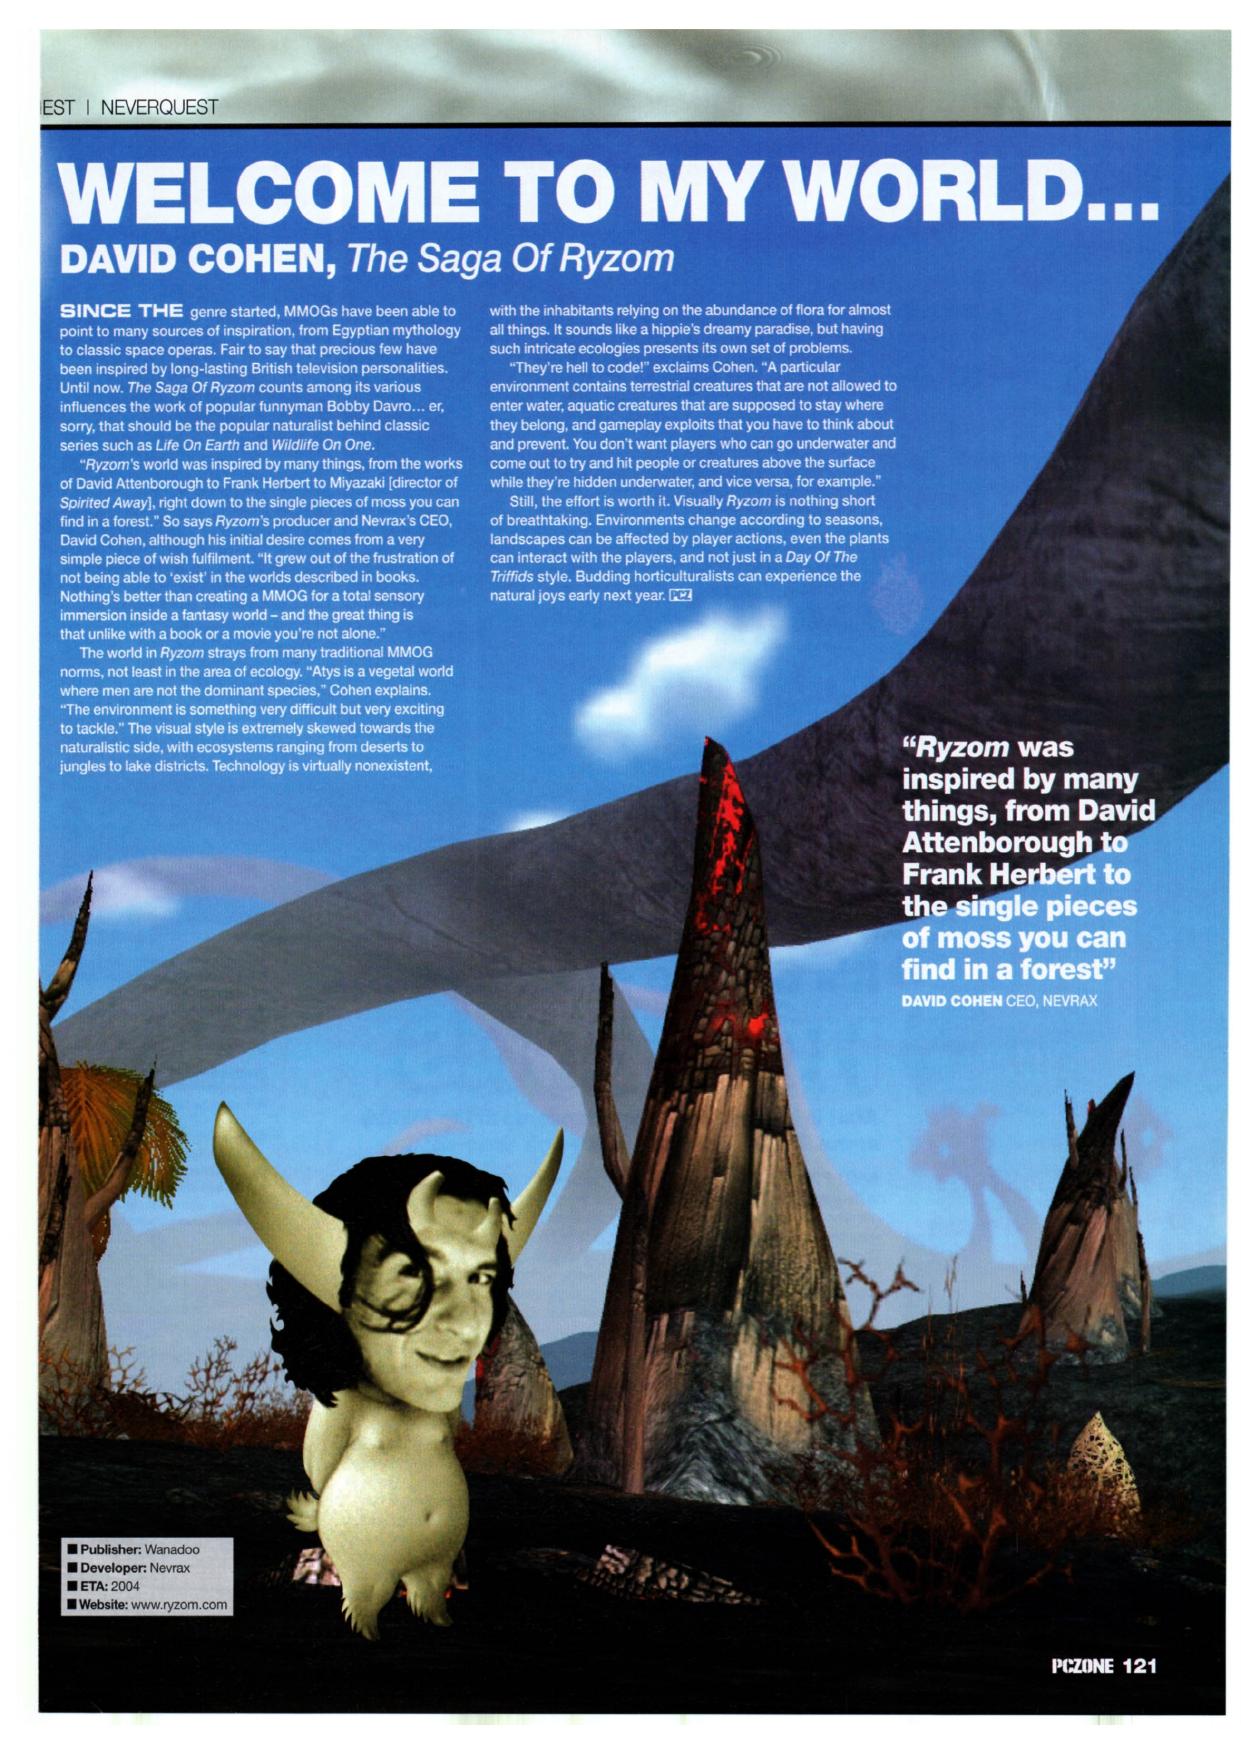 EST | NEVERQUEST
WELCOME TO MY WORLD...
DAVID COHEN, The Saga Of Ryzom
SINCE THE genre started, MMOGs have been able to
point to many sources of inspiration, from Egyptian mythology
to classic space operas. Fair to say that precious few have
been inspired by long-lasting British television personalities.
Until now. The Saga Of Ryzom counts among its various
influences the work of popular funnyman Bobby Davro... er,
sorry, that should be the popular naturalist behind classic
series such as Life On Earth and Wildlife On One.
“Ryzom’s world was inspired by many things, from the works
of David Attenborough to Frank Herbert to Miyazaki [director of
Spirited Away], right down to the single pieces of moss you can
find in a forest.” So says Ryzom’s producer and Nevrax’s CEO,
David Cohen, although his initial desire comes from a very
simple piece of wish fulfilment. “It grew out of the frustration of
not being able to ‘exist’ in the worlds described in books.
Nothing’s better than creating a MMOG for a total sensory
immersion inside a fantasy world – and the great thing is
that unlike with a book or a movie you’re not alone.”
The world in Ryzom strays from many traditional MMOG
norms, not least in the area of ecology. “Atys is a vegetal world
where men are not the dominant species,” Cohen explains.
“The environment is something very difficult but very exciting
to tackle.” The visual style is extremely skewed towards the
naturalistic side, with ecosystems ranging from deserts to
jungles to lake districts. Technology is virtually nonexistent,
with the inhabitants relying on the abundance of flora for almost
all things. It sounds like a hippie’s dreamy paradise, but having
such intricate ecologies presents its own set of problems.
“They’re hell to code!” exclaims Cohen. “A particular
environment contains terrestrial creatures that are not allowed to
enter water, aquatic creatures that are supposed to stay where
they belong, and gameplay exploits that you have to think about
and prevent. You don’t want players who can go underwater and
come out to try and hit people or creatures above the surface
while they’re hidden underwater, and vice versa, for example.”
Still, the effort is worth it. Visually Ryzom is nothing short
of breathtaking. Environments change according to seasons,
landscapes can be affected by player actions, even the plants
can interact with the players, and not just in a Day Of The
Triffids style. Budding horticulturalists can experience the
natural joys early next year. PCZ
“Ryzom was
inspired by many
things, from David
Attenborough to
Frank Herbert to
the single pieces
of moss you can
find in a forest”
DAVID COHEN CEO, NEVRAX
■ Publisher: Wanadoo
■ Developer: Nevrax
■ ETA: 2004
■ Website: www.ryzom.com
PCZONE 121